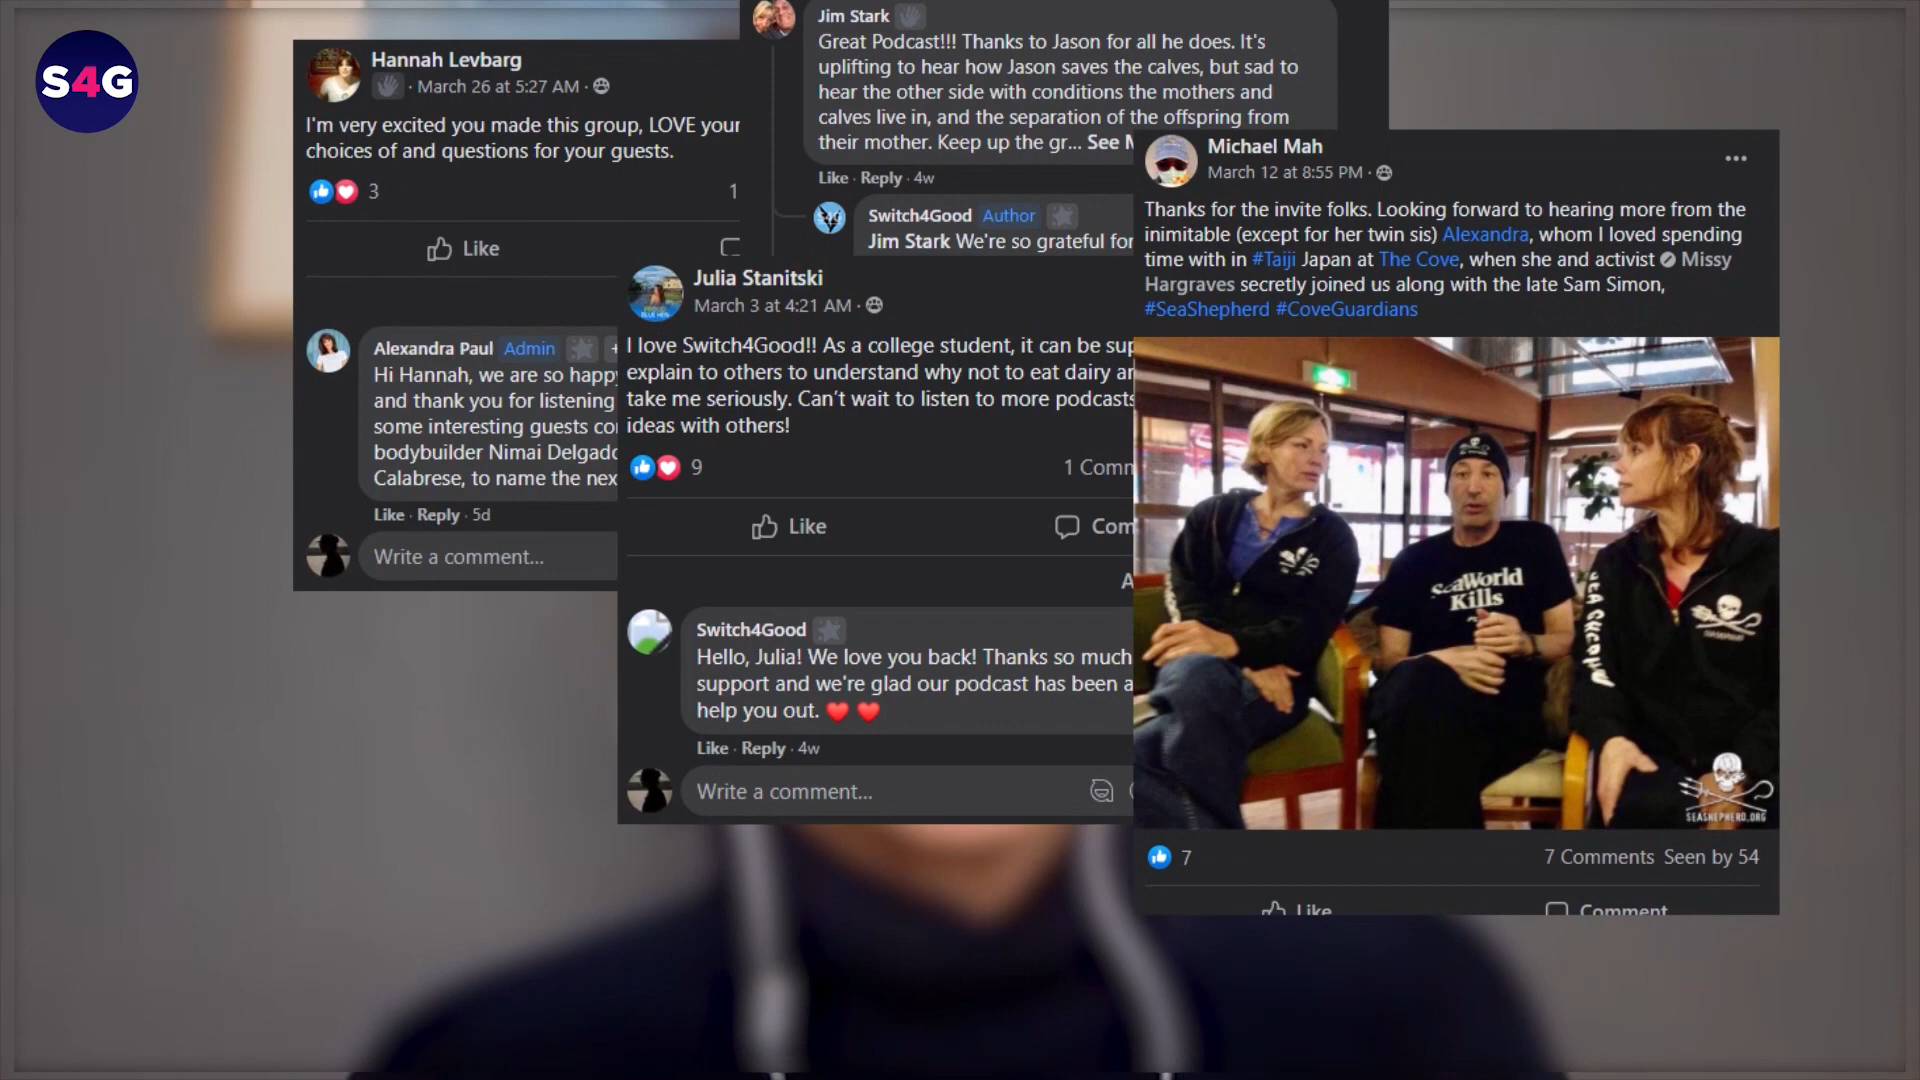 S4G
Hannah Levbarg
March 26 at 5:27 AM ·
I'm very excited you made this group, LOVE your
choices of and questions for your guests.
3
1
Like
Alexandra Paul Admin
Hi Hannah, we are so happy
and thank you for listening
some interesting guests
bodybuilder Nimai
Calabrese, to name the
Like · Reply · 5d
Write a comment...
Jim Stark
Great Podcast!!! Thanks to Jason for all he does. It's
uplifting to hear how Jason saves the calves, but sad to
hear the other side with conditions the mothers and
calves live in, and the separation of the offspring from
their mother. Keep up the gr... See
Like · Reply · 4w
Switch4Good Author
Jim Stark We're so grateful for
Julia Stanitski
March 3 at 4:21 AM ·
I love Switch4Good!! As a college student, it can be
explain to others to understand why not to eat dairy
take me seriously. Can't wait to listen to more podcasts
ideas with others!
9
1
Like
Switch4Good
Hello, Julia! We love you back! Thanks so much
support and we're glad our podcast has been a
help you out.
Like · Reply · 4w
Write a comment...
Michael Mah
March 12 at 8:55 PM ·
Thanks for the invite folks. Looking forward to hearing more from the
inimitable (except for her twin sis) Alexandra, whom I loved spending
time with in #Taiji Japan at The Cove, when she and activist Missy
Hargraves secretly joined us along with the late Sam Simon,
#SeaShepherd #CoveGuardians
SeaWorld
Kills
SEA SHEPHERD
SEASHEPHERD.ORG
7
7 Comments Seen by 54
Like
Comment